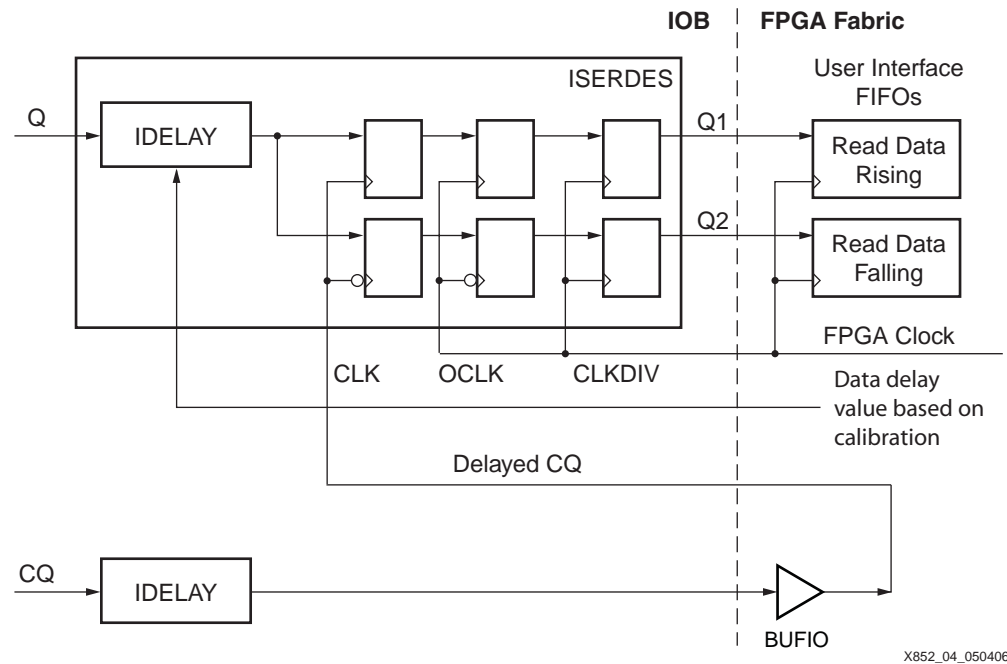 IOB
FPGA Fabric
ISERDES
User Interface
FIFOs
Q
IDELAY
Q1
Read Data
Rising
Q2
Read Data
Falling
FPGA Clock
CLK
OCLK
CLKDIV
Data delay
value based on
calibration
Delayed CQ
CQ
IDELAY
BUFIO
X852_04_050406